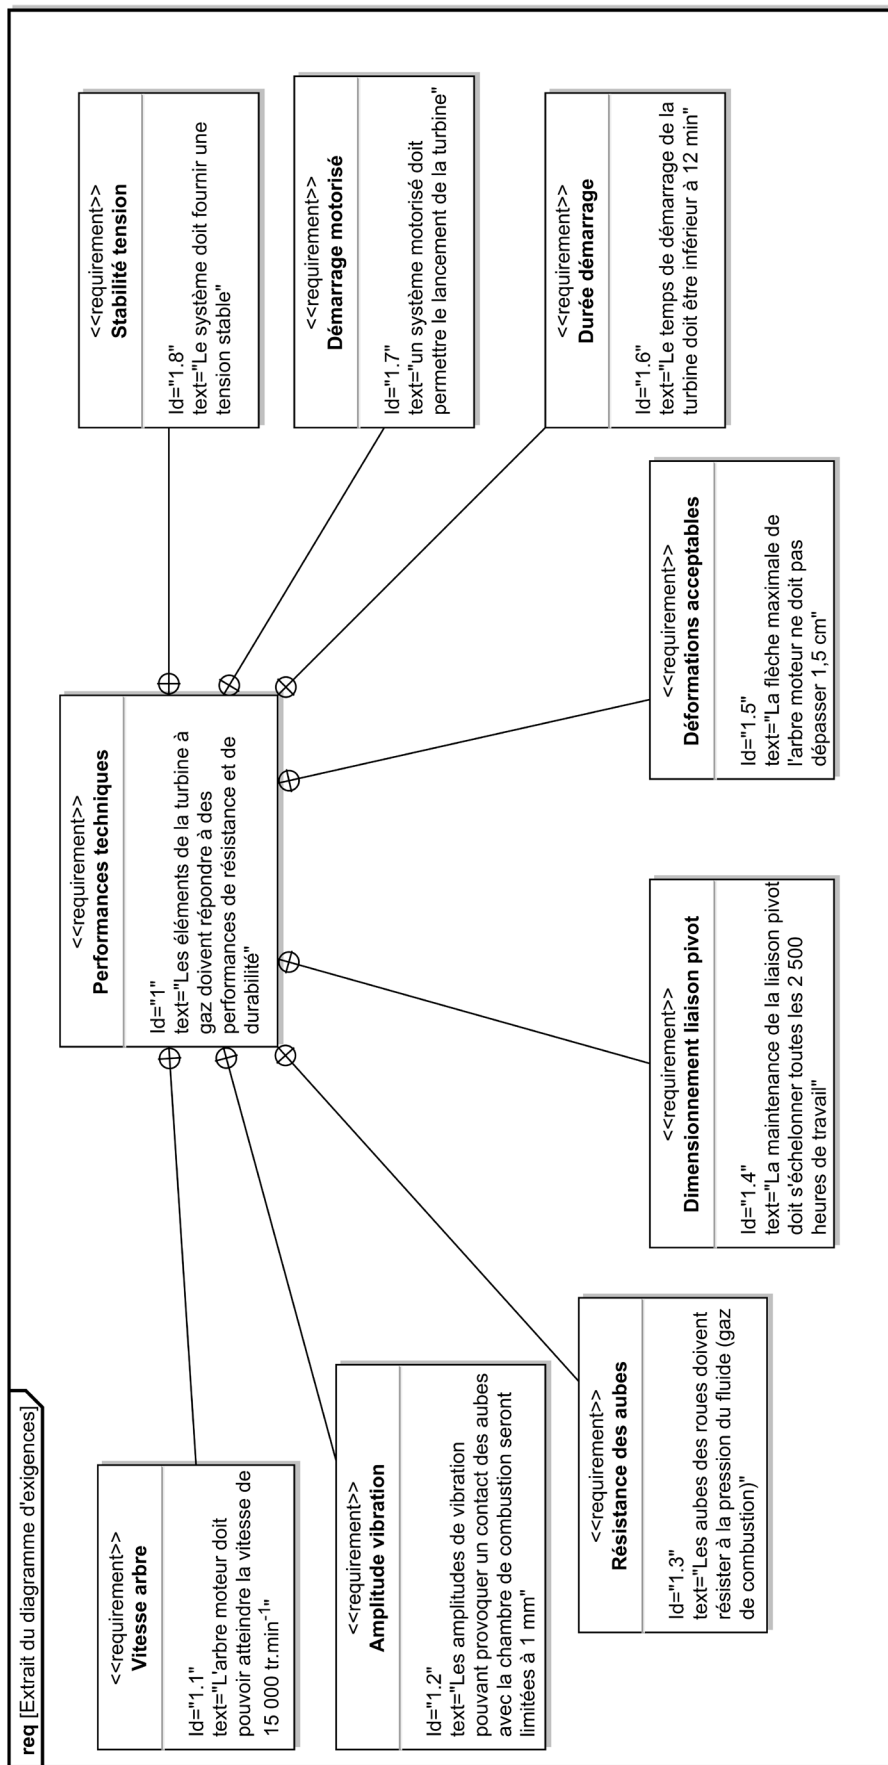 req [Extrait du diagramme d'exigences]
<<requirement>>
Performances techniques
Id="1"
text="Les éléments de la turbine à
gaz doivent répondre à des
performances de résistance et de
durabilité"
<<requirement>>
Vitesse arbre
Id="1.1"
text="L'arbre moteur doit
pouvoir atteindre la vitesse de
15 000 tr.min⁻¹"
<<requirement>>
Amplitude vibration
Id="1.2"
text="Les amplitudes de vibration
pouvant provoquer un contact des aubes
avec la chambre de combustion seront
limitées à 1 mm"
<<requirement>>
Résistance des aubes
Id="1.3"
text="Les aubes des roues doivent
résister à la pression du fluide (gaz
de combustion)"
<<requirement>>
Dimensionnement liaison pivot
Id="1.4"
text="La maintenance de la liaison pivot
doit s'échelonner toutes les 2 500
heures de travail"
<<requirement>>
Déformations acceptables
Id="1.5"
text="La flèche maximale de
l'arbre moteur ne doit pas
dépasser 1,5 cm"
<<requirement>>
Durée démarrage
Id="1.6"
text="Le temps de démarrage de la
turbine doit être inférieur à 12 min"
<<requirement>>
Démarrage motorisé
Id="1.7"
text="un système motorisé doit
permettre le lancement de la turbine"
<<requirement>>
Stabilité tension
Id="1.8"
text="Le système doit fournir une
tension stable"